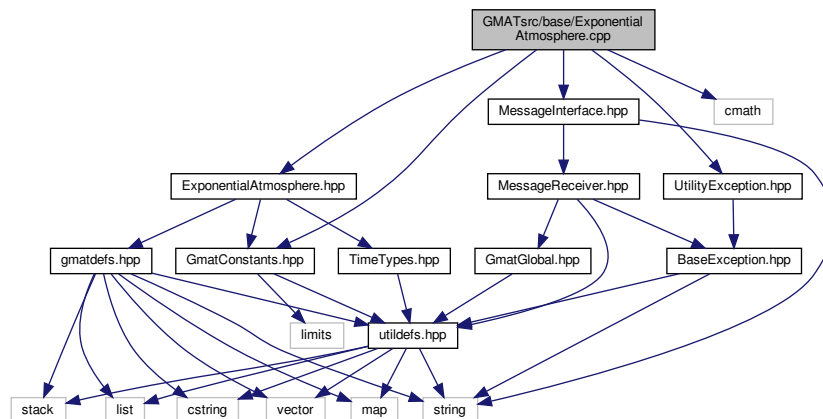 GMATsrc/base/Exponential
Atmosphere.cpp
MessageInterface.hpp
cmath
ExponentialAtmosphere.hpp
MessageReceiver.hpp
UtilityException.hpp
gmatdefs.hpp
GmatConstants.hpp
TimeTypes.hpp
GmatGlobal.hpp
BaseException.hpp
limits
utildefs.hpp
stack
list
cstring
vector
map
string